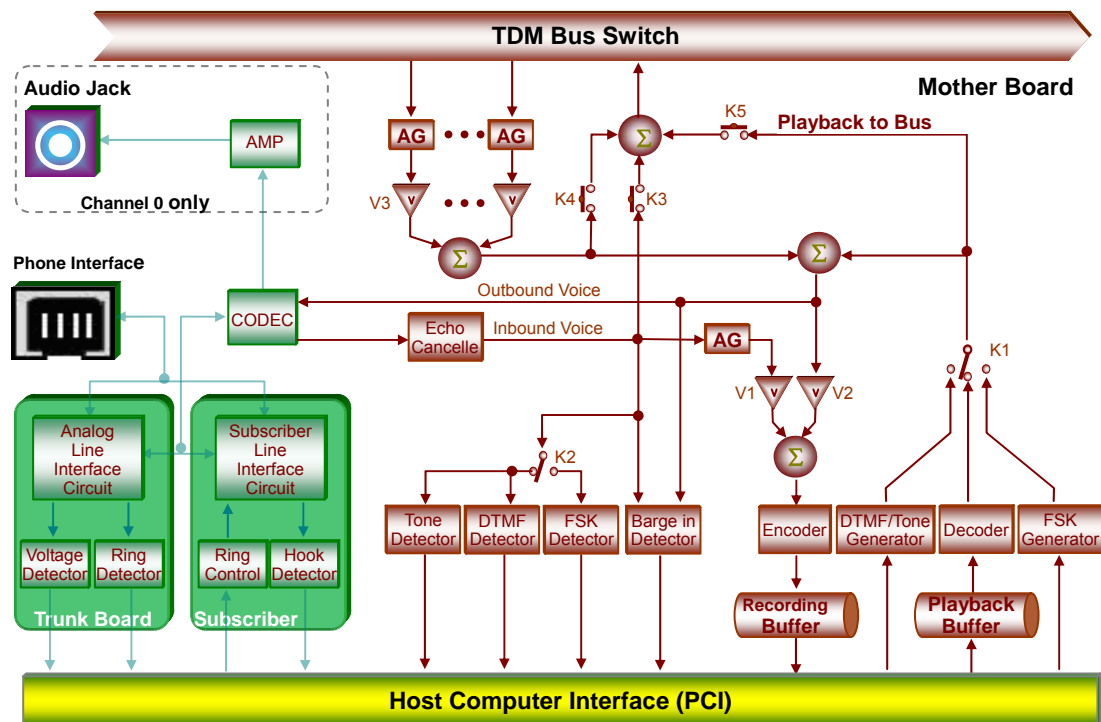 TDM Bus Switch
Mother Board
Audio Jack
AMP
Channel 0 only
AG
AG
K5
Playback to Bus
V3
v
v
K4
K3
Σ
Σ
Σ
Phone Interface
CODEC
Outbound Voice
Echo
Cancelle
Inbound Voice
AG
K1
V1
v
v
V2
Σ
Analog
Line
Interface
Circuit
Subscriber
Line
Interface
Circuit
K2
Voltage
Detector
Ring
Detector
Ring
Control
Hook
Detector
Trunk Board
Subscriber
Tone
Detector
DTMF
Detector
FSK
Detector
Barge in
Detector
Encoder
DTMF/Tone
Generator
Decoder
FSK
Generator
Recording
Buffer
Playback
Buffer
Host Computer Interface (PCI)